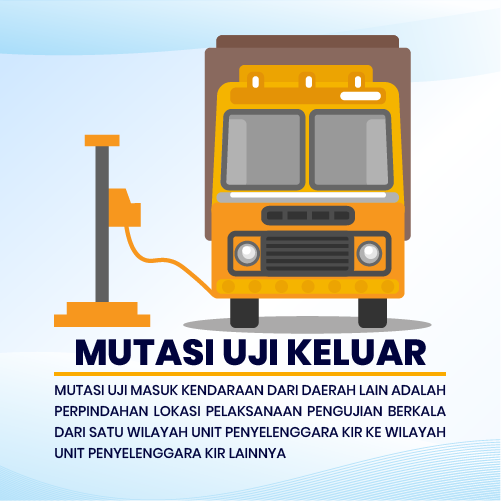 MUTASI UJI KELUAR
MUTASI UJI MASUK KENDARAAN DARI DAERAH LAIN ADALAH
PERPINDAHAN LOKASI PELAKSANAAN PENGUJIAN BERKALA
DARI SATU WILAYAH UNIT PENYELENGGARA KIR KE WILAYAH
UNIT PENYELENGGARA KIR LAINNYA